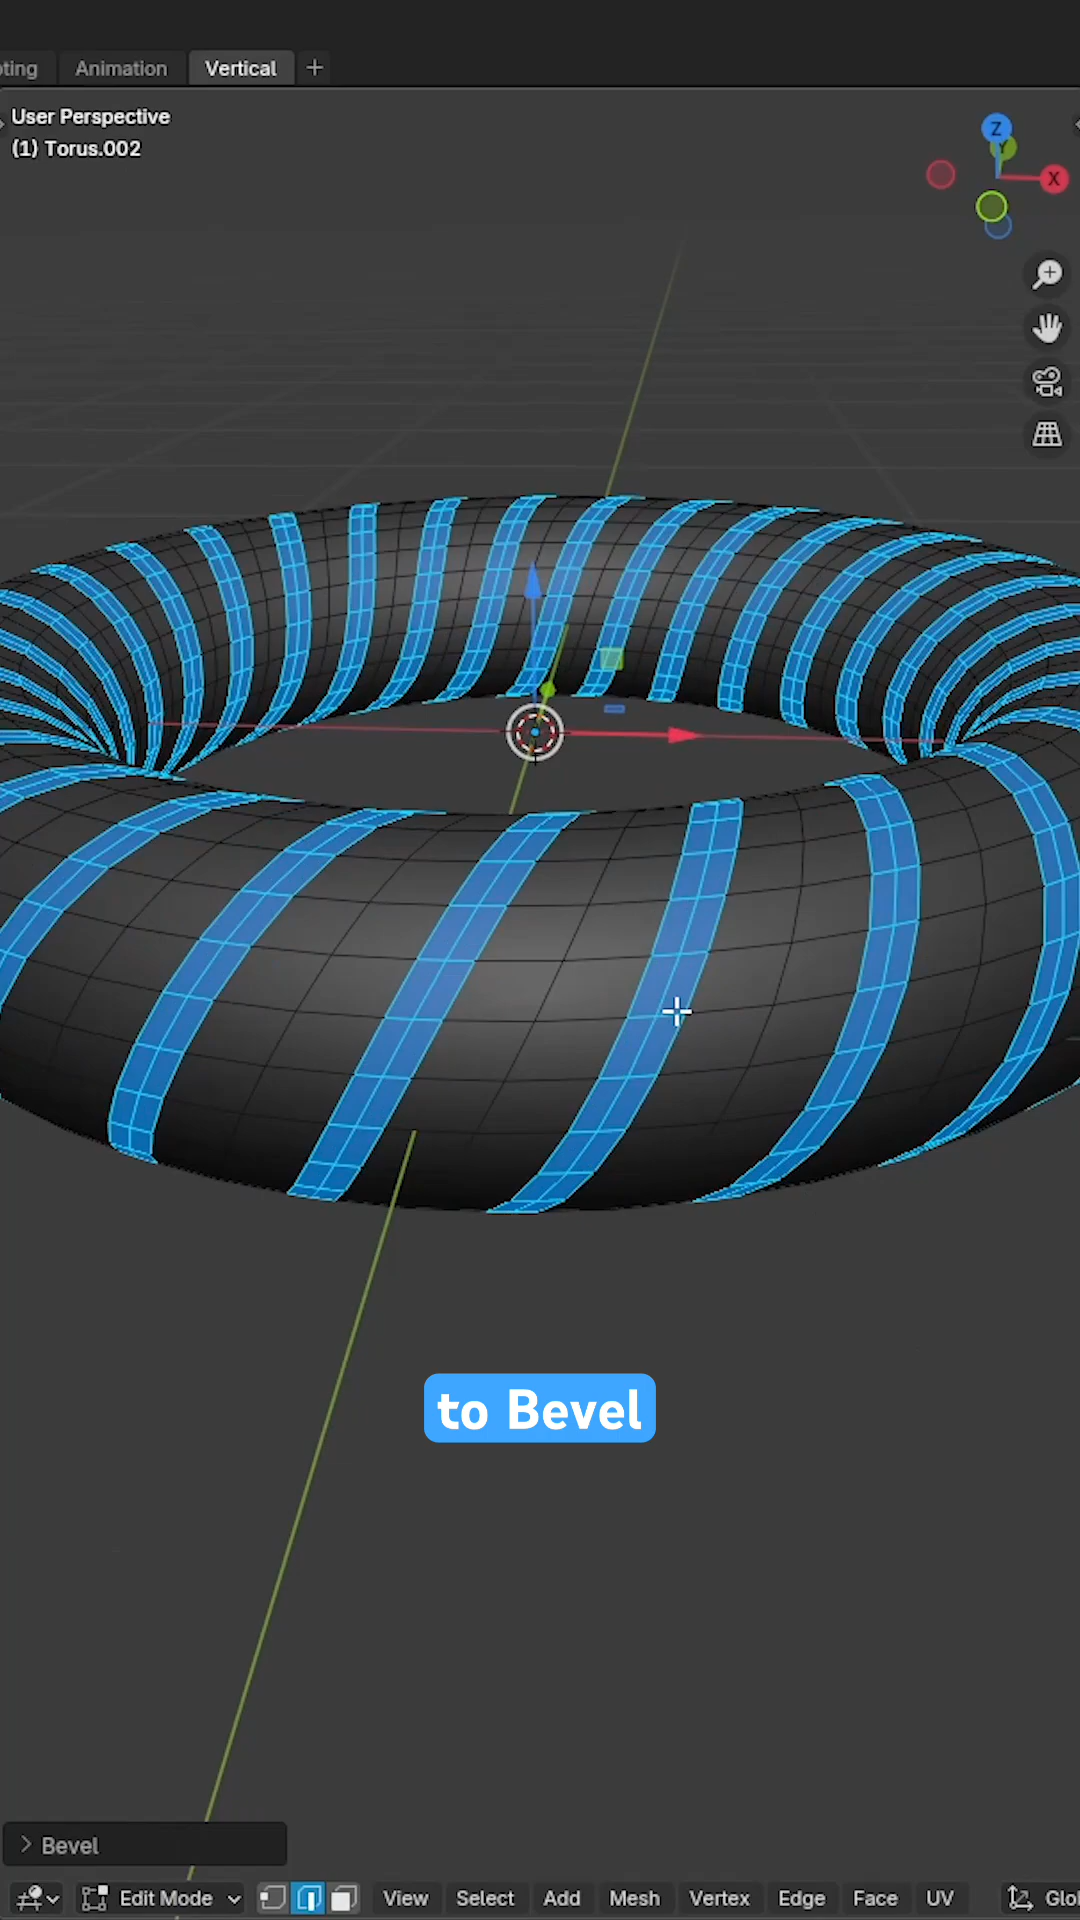 pting Animation Vertical +
User Perspective
(1) Torus.002
Z
Y
X
to Bevel
Bevel
Edit Mode View Select Add Mesh Vertex Edge Face UV Glo